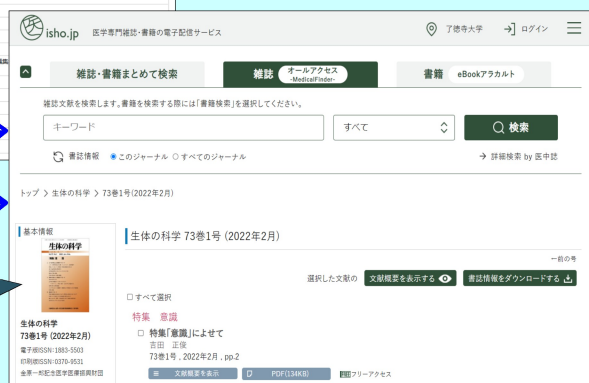 医 isho.jp 医学専門雑誌・書籍の電子配信サービス 了徳寺大学 ログイン
雑誌・書籍まとめて検索 雑誌 オールアクセス -MedicalFinder- 書籍 eBookアラカルト
雑誌文献を検索します。書籍を検索する際には「書籍検索」を選択してください。
キーワード すべて 検索
書誌情報 このジャーナル すべてのジャーナル → 詳細検索 by 医中誌
トップ > 生体の科学 > 73巻1号(2022年2月)
基本情報
生体の科学
生体の科学
73巻1号 (2022年2月)
電子版ISSN:1883-5503
印刷版ISSN:0370-9531
金原一郎記念医学医療振興財団
生体の科学 73巻1号 (2022年2月)
←前の号
選択した文献の 文献概要を表示する 書誌情報をダウンロードする
すべて選択
特集 意識
特集「意識」によせて
吉田 正俊
73巻1号 , 2022年2月 , pp.2
文献概要を表示 PDF(134KB) フリーアクセス